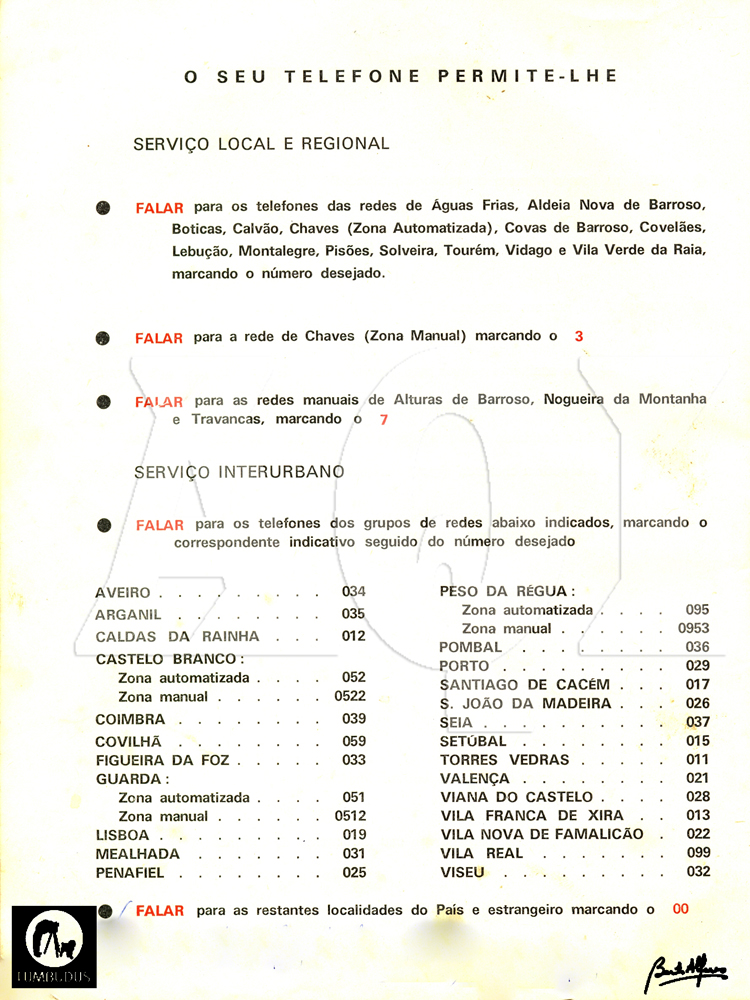 O SEU TELEFONE PERMITE-LHE
SERVIÇO LOCAL E REGIONAL
FALAR para os telefones das redes de Águas Frias, Aldeia Nova de Barroso,
Boticas, Calvão, Chaves (Zona Automatizada), Covas de Barroso, Covelães,
Lebução, Montalegre, Pisões, Solveira, Tourém, Vidago e Vila Verde da Raia,
marcando o número desejado.
FALAR para a rede de Chaves (Zona Manual) marcando o 3
FALAR para as redes manuais de Alturas de Barroso, Nogueira da Montanha
e Travancas, marcando o 7
SERVIÇO INTERURBANO
FALAR para os telefones dos grupos de redes abaixo indicados, marcando o
correspondente indicativo seguido do número desejado
AVEIRO . . . . . . . . . 034
ARGANIL . . . . . . . . 035
CALDAS DA RAINHA . . . 012
CASTELO BRANCO :
Zona automatizada . . . . 052
Zona manual . . . . . . 0522
COIMBRA . . . . . . . . 039
COVILHÃ . . . . . . . . 059
FIGUEIRA DA FOZ . . . . . 033
GUARDA :
Zona automatizada . . . . 051
Zona manual . . . . . . 0512
LISBOA . . . . . . . . . 019
MEALHADA . . . . . . . 031
PENAFIEL . . . . . . . . 025
PESO DA RÉGUA :
Zona automatizada . . . . 095
Zona manual . . . . . . 0953
POMBAL . . . . . . . . 036
PORTO . . . . . . . . . 029
SANTIAGO DE CACÉM . . . 017
S. JOÃO DA MADEIRA . . . 026
SEIA . . . . . . . . . . 037
SETÚBAL . . . . . . . . 015
TORRES VEDRAS . . . . . 011
VALENÇA . . . . . . . . 021
VIANA DO CASTELO . . . . 028
VILA FRANCA DE XIRA . . 013
VILA NOVA DE FAMALICÃO . 022
VILA REAL . . . . . . . 099
VISEU . . . . . . . . . 032
FALAR para as restantes localidades do País e estrangeiro marcando o 00
LUMBUDUS